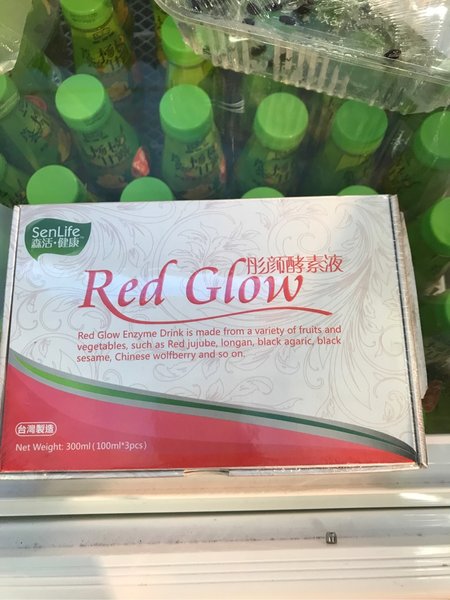 SenLife
森活·健康
彤颜酵素液
Red Glow
Red Glow Enzyme Drink is made from a variety of fruits and
vegetables, such as Red jujube, longan, black agaric, black
sesame, Chinese wolfberry and so on.
台灣製造
Net Weight: 300ml (100ml*3pcs)